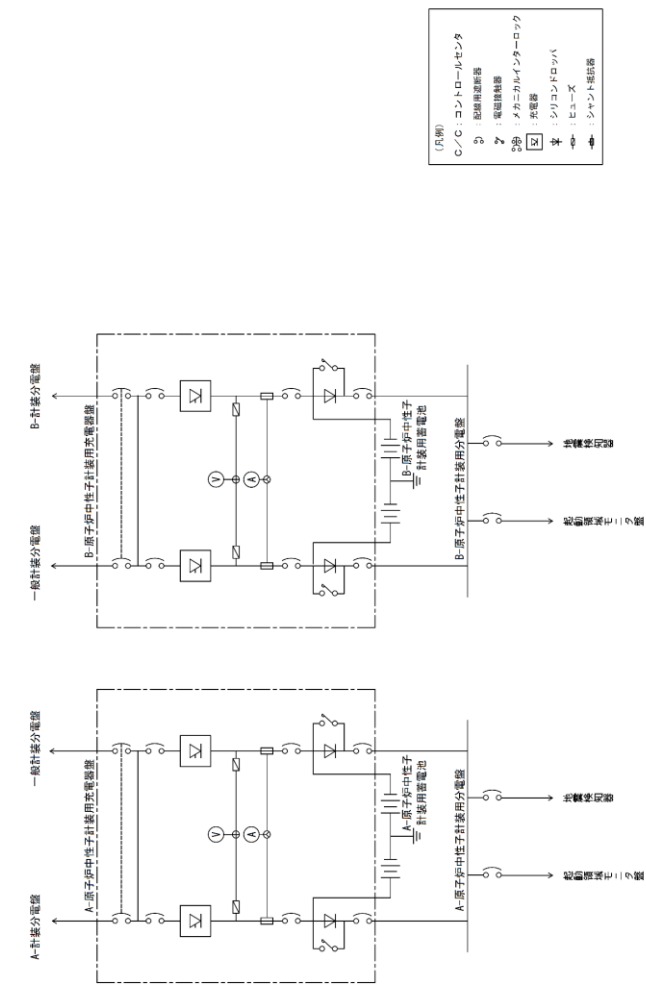 (凡例)
C/C:コントロールセンタ
:配線用遮断器
:電磁接触器
:メカニカルインターロック
:充電器
:シリコンドロッパ
:ヒューズ
:シャント抵抗器
A-計装分電盤
一般計装分電盤
A-原子炉中性子計装用充電器盤
V
A
A-原子炉中性子
計装用蓄電池
A-原子炉中性子計装用分電盤
起動領域モニタ盤
地震検知器
一般計装分電盤
B-計装分電盤
B-原子炉中性子計装用充電器盤
V
A
B-原子炉中性子
計装用蓄電池
B-原子炉中性子計装用分電盤
起動領域モニタ盤
地震検知器